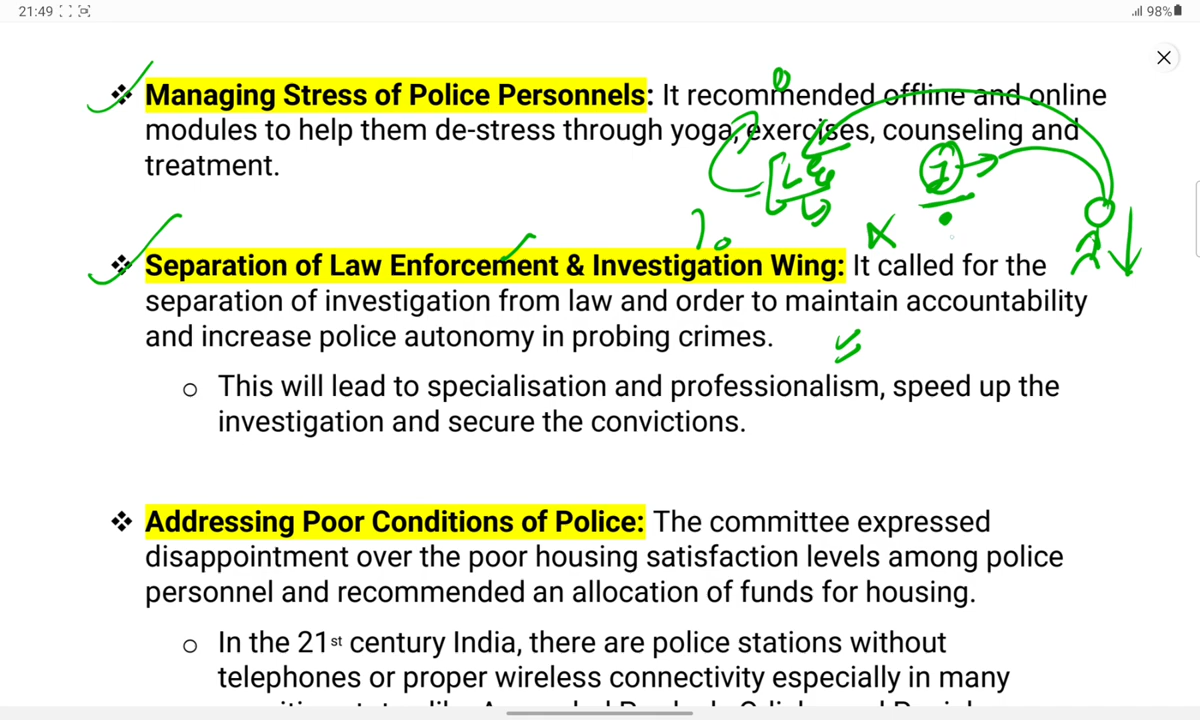 21:49
98%
❖ Managing Stress of Police Personnels: It recommended offline and online
modules to help them de-stress through yoga, exercises, counseling and
treatment.
❖ Separation of Law Enforcement & Investigation Wing: It called for the
separation of investigation from law and order to maintain accountability
and increase police autonomy in probing crimes.
o This will lead to specialisation and professionalism, speed up the
investigation and secure the convictions.
❖ Addressing Poor Conditions of Police: The committee expressed
disappointment over the poor housing satisfaction levels among police
personnel and recommended an allocation of funds for housing.
o In the 21st century India, there are police stations without
telephones or proper wireless connectivity especially in many